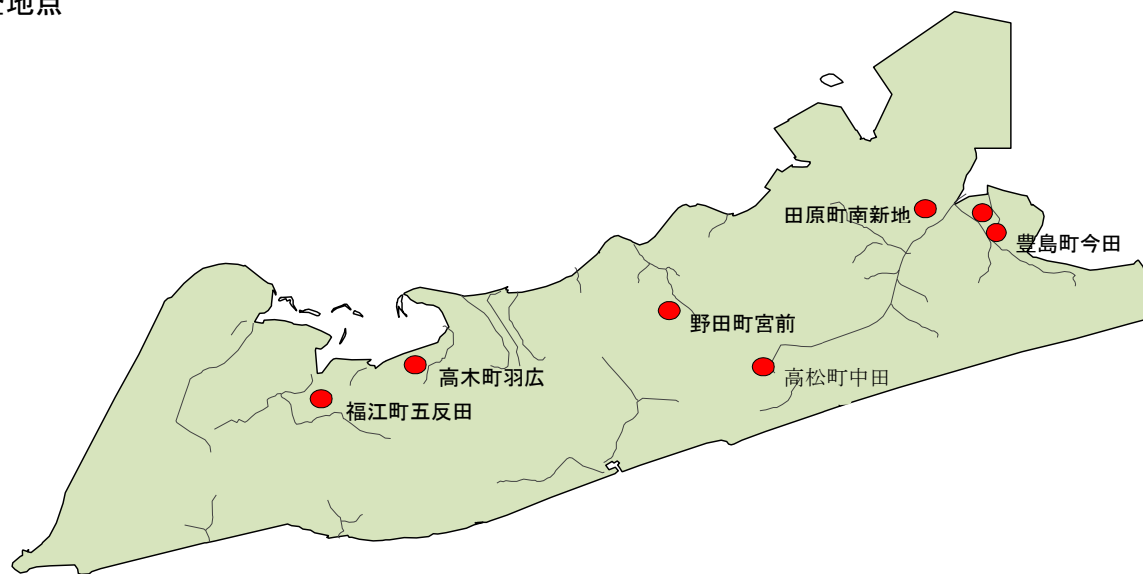 地点
田原町南新地
豊島町今田
野田町宮前
高木町羽広
高松町中田
福江町五反田